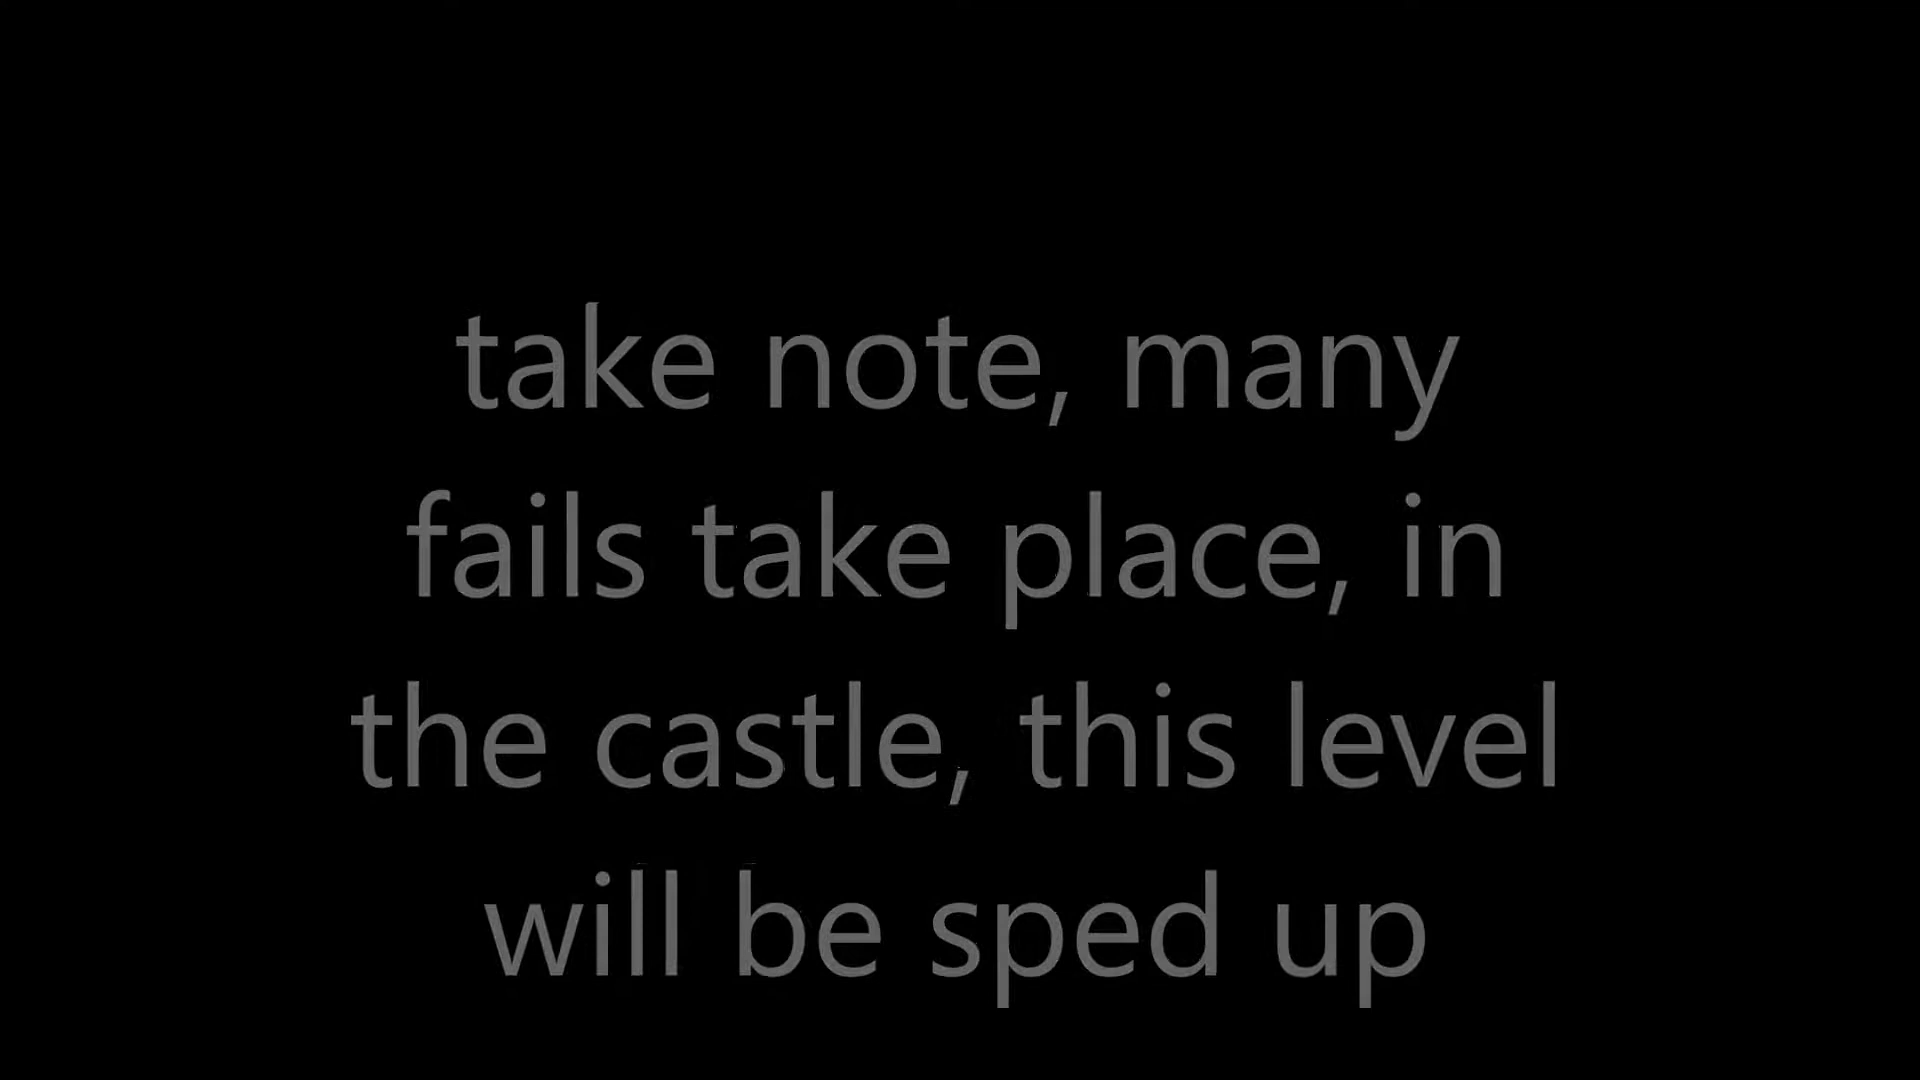 take note, many
fails take place, in
the castle, this level
will be sped up